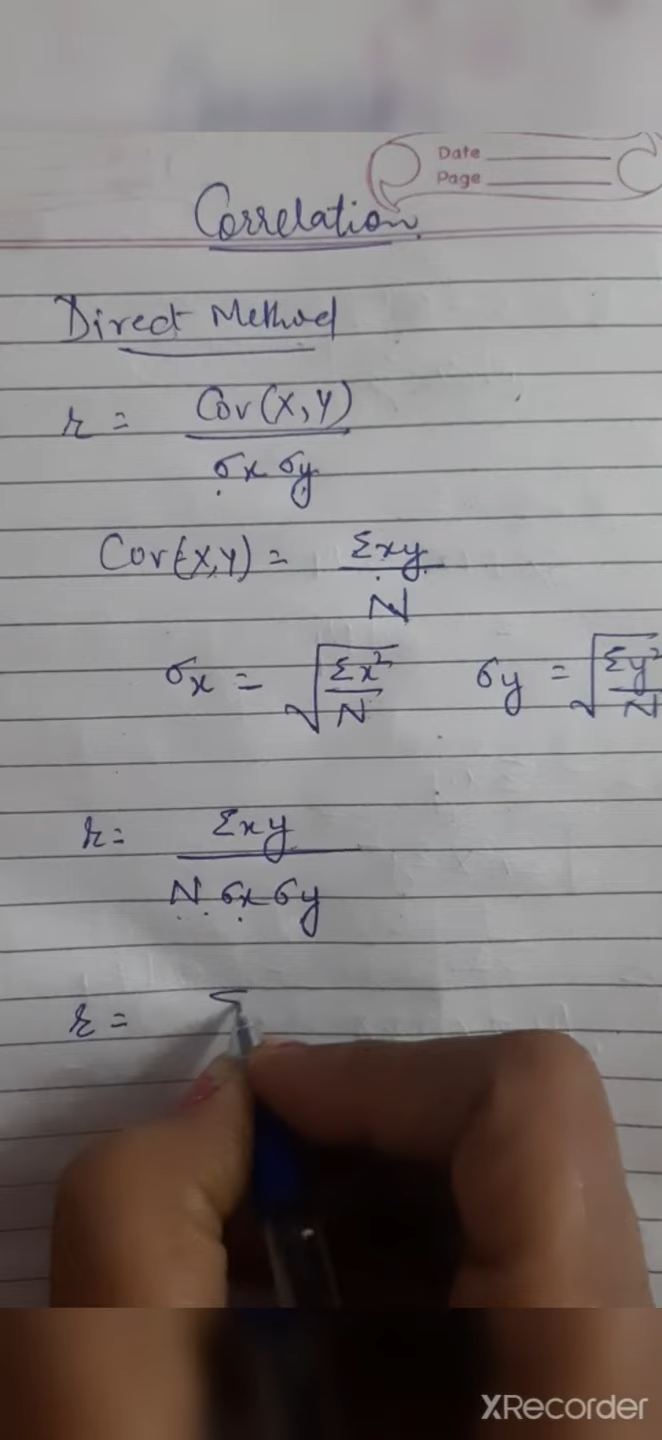 Date
Page
Correlation
Direct Method
r = Cov(X,Y)
σx σy
Cov(X,Y) = Σxy
N
σx = √Σx²/N σy = √Σy²/N
r = Σxy
N σx σy
r =
XRecorder